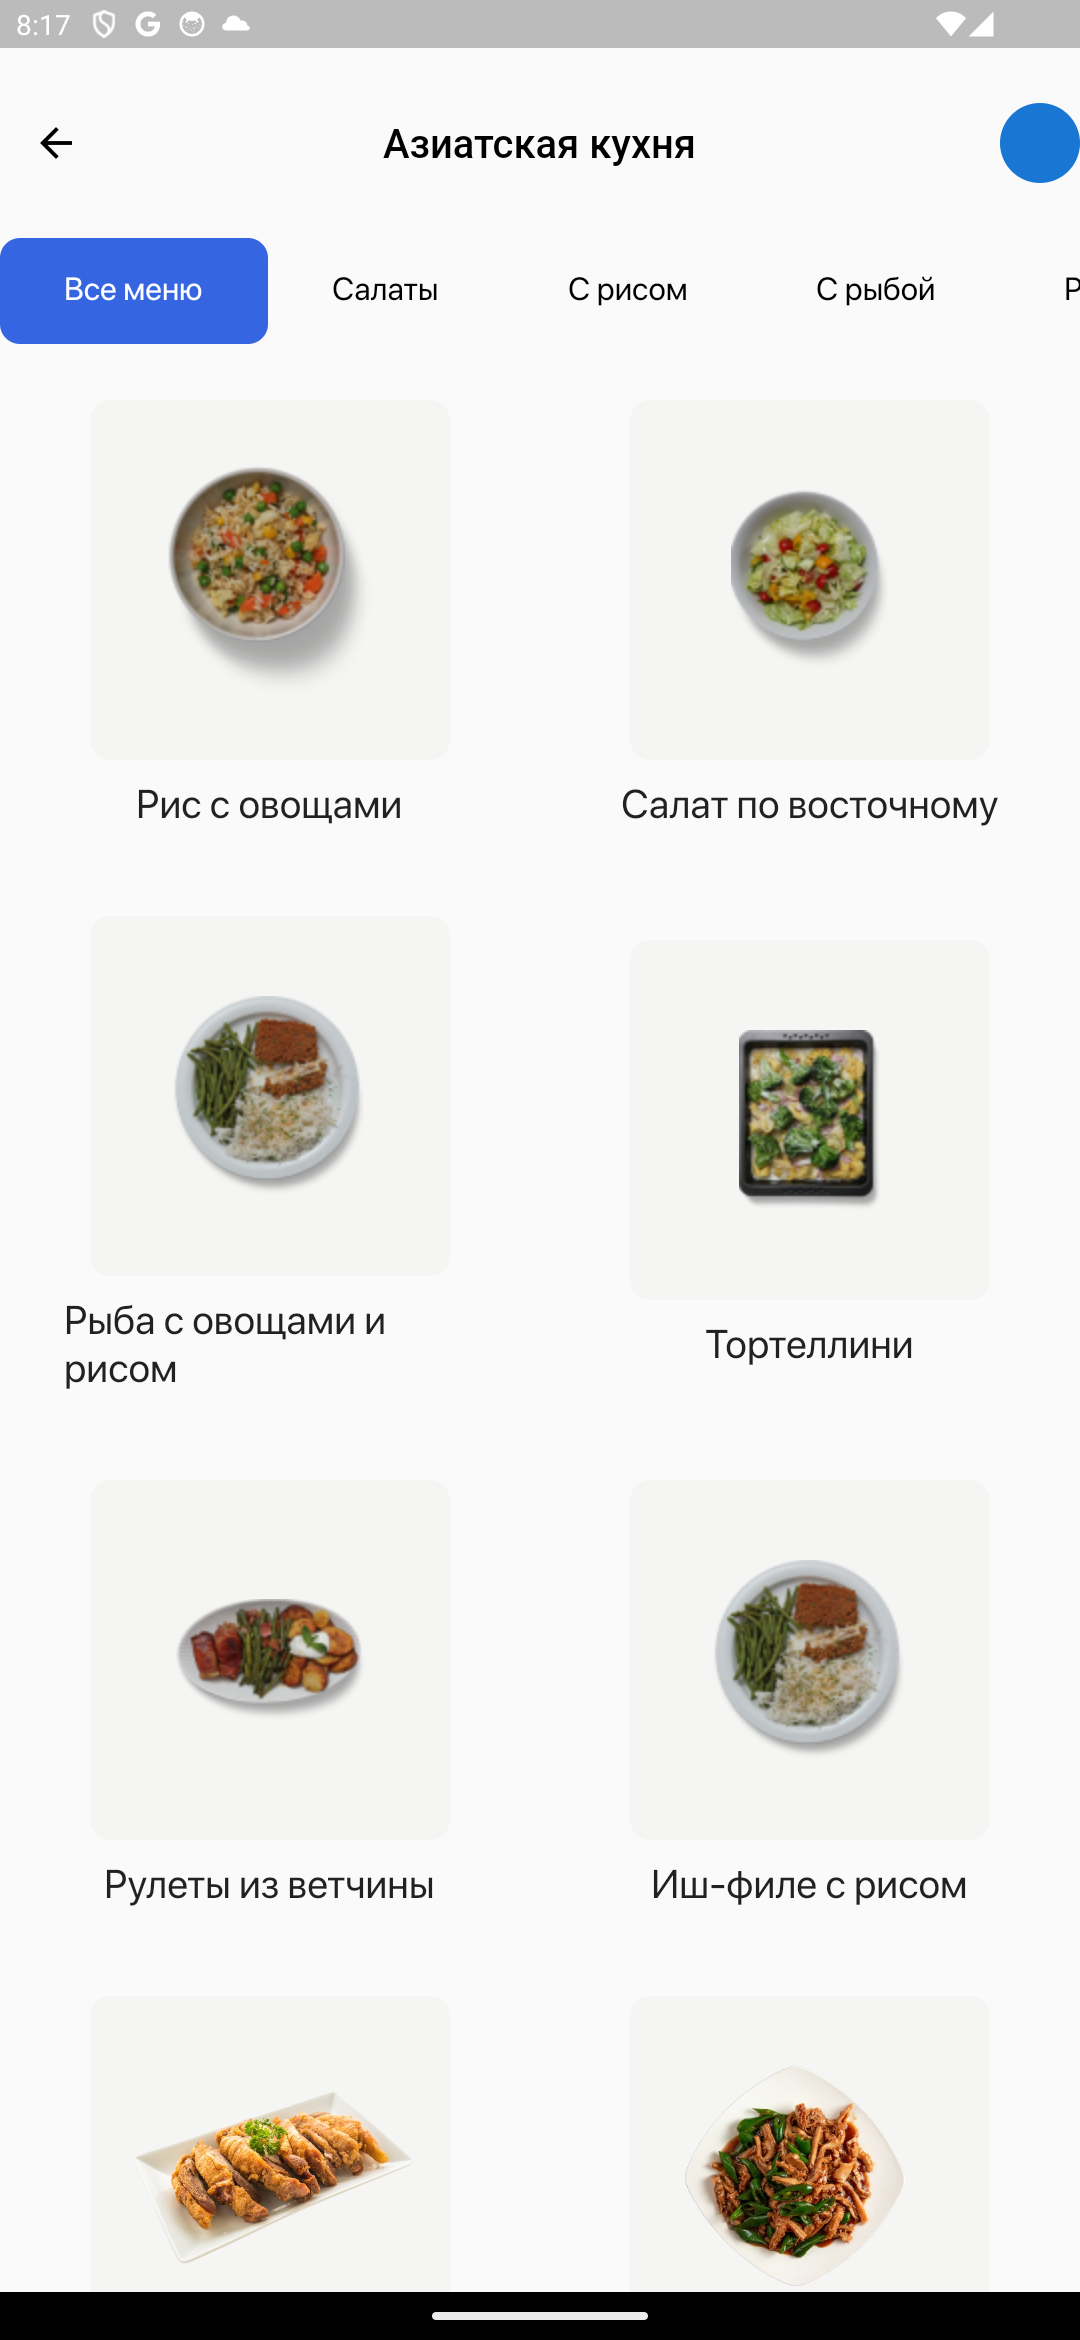 8:17
Азиатская кухня
Все меню
Салаты
С рисом
С рыбой
Р
Рис с овощами
Салат по восточному
Рыба с овощами и
рисом
Тортеллини
Рулеты из ветчины
Иш-филе с рисом